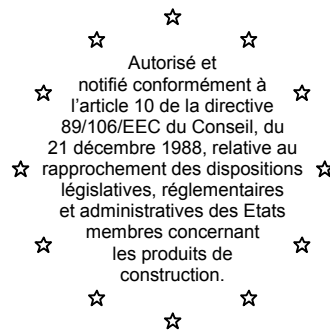 Autorisé et
notifié conformément à
l’article 10 de la directive
89/106/EEC du Conseil, du
21 décembre 1988, relative au
rapprochement des dispositions
législatives, réglementaires
et administratives des Etats
membres concernant
les produits de
construction.